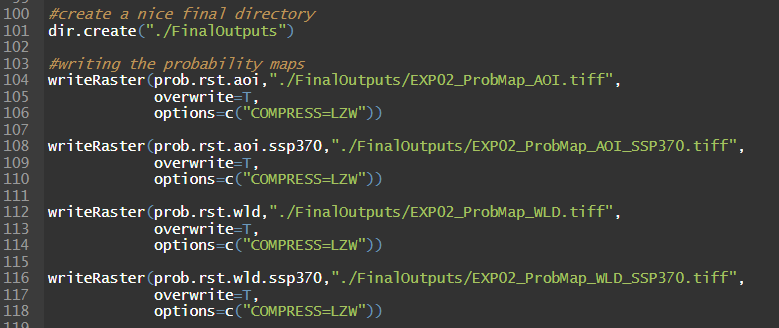 100 #create a nice final directory
101 dir.create("./FinalOutputs")
102
103 #writing the probability maps
104 writeRaster(prob.rst.aoi,"./FinalOutputs/EXP02_ProbMap_AOI.tiff",
105             overwrite=T,
106             options=c("COMPRESS=LZW"))
107
108 writeRaster(prob.rst.aoi.ssp370,"./FinalOutputs/EXP02_ProbMap_AOI_SSP370.tiff",
109             overwrite=T,
110             options=c("COMPRESS=LZW"))
111
112 writeRaster(prob.rst.wld,"./FinalOutputs/EXP02_ProbMap_WLD.tiff",
113             overwrite=T,
114             options=c("COMPRESS=LZW"))
115
116 writeRaster(prob.rst.wld.ssp370,"./FinalOutputs/EXP02_ProbMap_WLD_SSP370.tiff",
117             overwrite=T,
118             options=c("COMPRESS=LZW"))